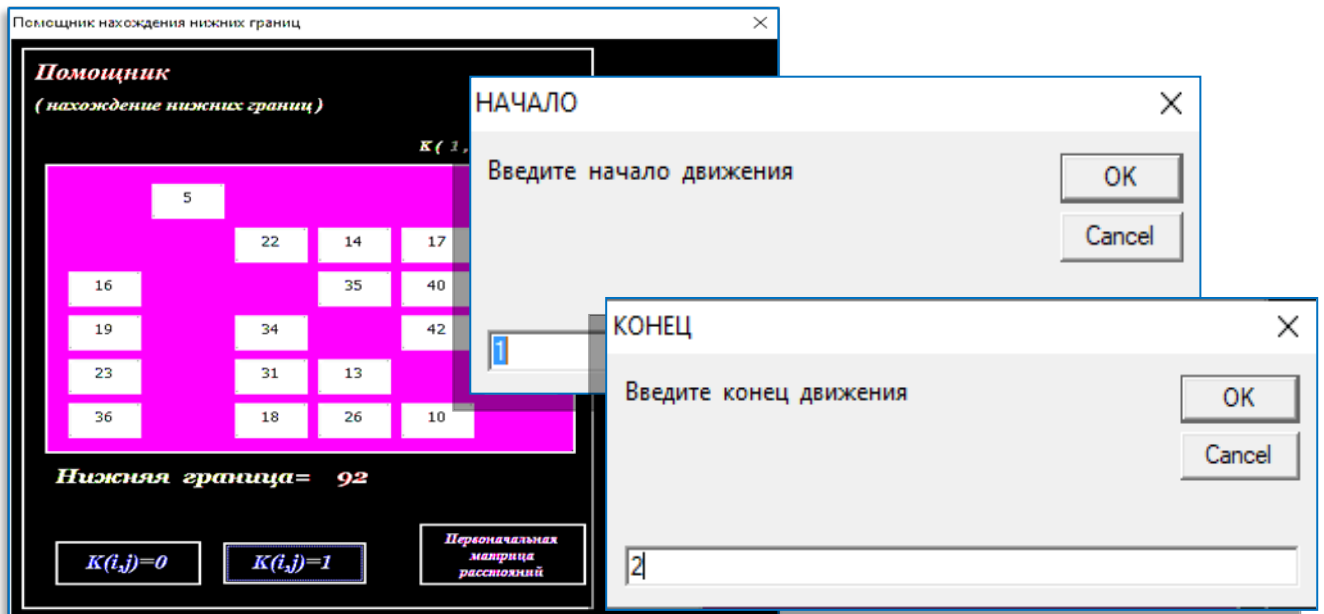 Помощник нахождения нижних границ
Помощник
( нахождение нижних границ )
K( 1,
5
22 14 17
16 35 40
19 34 42
23 31 13
36 18 26 10
Нижняя граница= 92
K(i,j)=0 K(i,j)=1
Первоначальная
матрица
расстояний
НАЧАЛО
Введите начало движения
OK
Cancel
1
КОНЕЦ
Введите конец движения
OK
Cancel
2